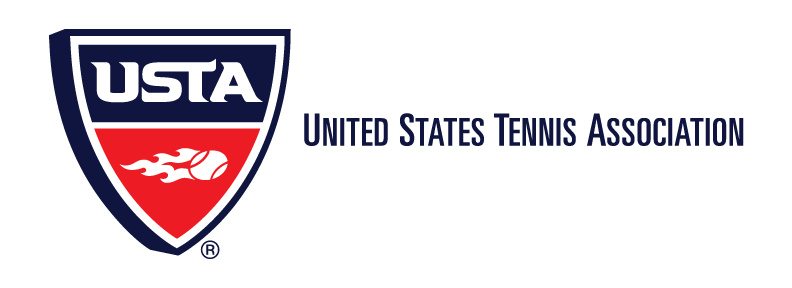 USTA
®
UNITED STATES TENNIS ASSOCIATION